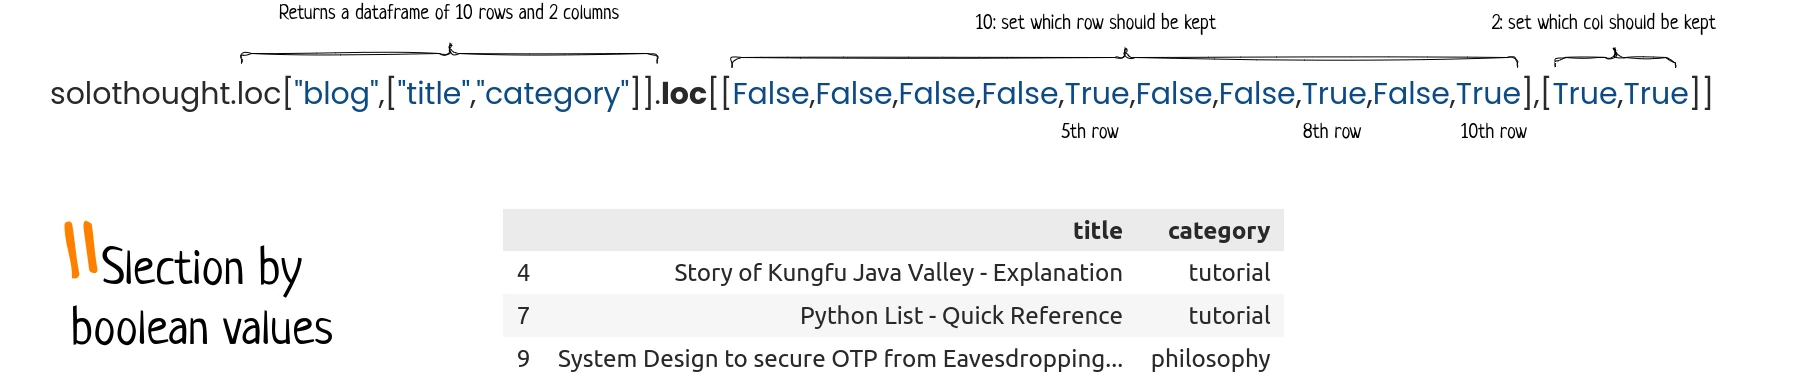 Returns a dataframe of 10 rows and 2 columns
10: set which row should be kept
2: set which col should be kept
solothought.loc["blog",["title","category"]].loc[[False,False,False,False,True,False,False,True,False,True],[True,True]]
5th row
8th row
10th row
"Slection by
boolean values
title category
4 Story of Kungfu Java Valley - Explanation tutorial
7 Python List - Quick Reference tutorial
9 System Design to secure OTP from Eavesdropping... philosophy